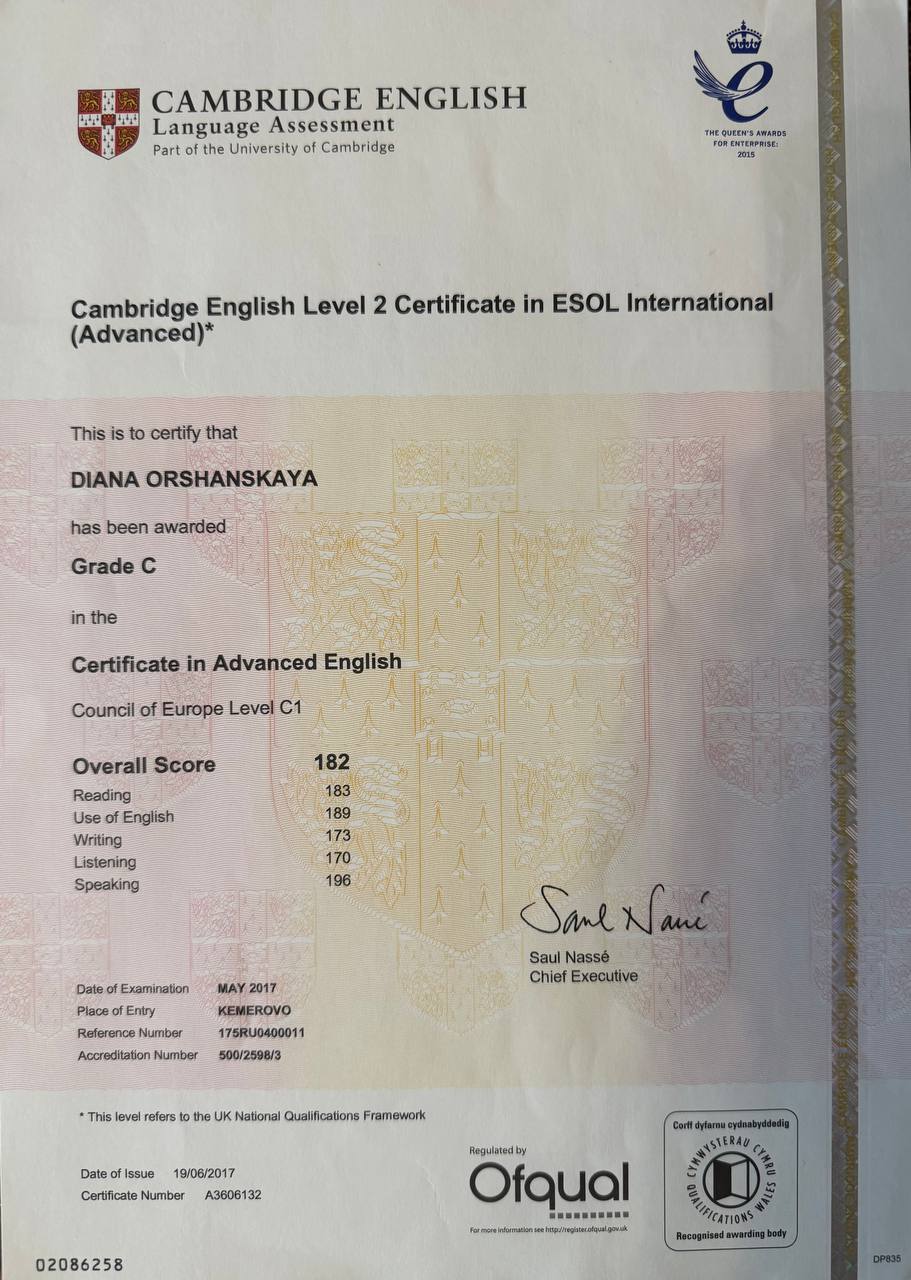 CAMBRIDGE ENGLISH
Language Assessment
Part of the University of Cambridge
THE QUEEN'S AWARDS
FOR ENTERPRISE:
2015
Cambridge English Level 2 Certificate in ESOL International
(Advanced)*
This is to certify that
DIANA ORSHANSKAYA
has been awarded
Grade C
in the
Certificate in Advanced English
Council of Europe Level C1
Overall Score 182
Reading 183
Use of English 189
Writing 173
Listening 170
Speaking 196
Saul Nassé
Saul Nassé
Chief Executive
Date of Examination MAY 2017
Place of Entry KEMEROVO
Reference Number 175RU0400011
Accreditation Number 500/2598/3
* This level refers to the UK National Qualifications Framework
Date of Issue 19/06/2017
Certificate Number A3606132
Regulated by
Ofqual
For more information see http://register.ofqual.gov.uk
Corff dyfarnu cydnabyddedig
CYMWYSTERAU CYMRU
QUALIFICATIONS WALES
Recognised awarding body
02086258
DP835